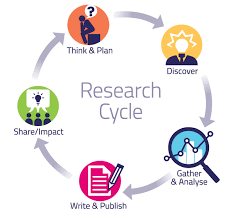 Think & Plan
Discover
Research
Cycle
Share/Impact
Gather
& Analyse
Write & Publish